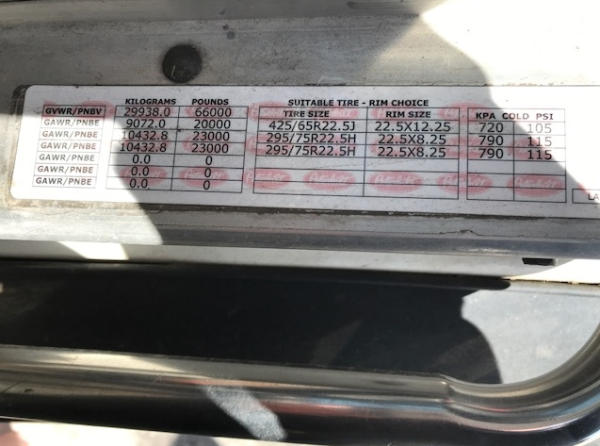 KILOGRAMS POUNDS SUITABLE TIRE - RIM CHOICE
GVWR/PNBV 29938.0 66000 TIRE SIZE RIM SIZE KPA COLD PSI
GAWR/PNBE 9072.0 20000 425/65R22.5J 22.5X12.25 720 105
GAWR/PNBE 10432.8 23000 295/75R22.5H 22.5X8.25 790 115
GAWR/PNBE 10432.8 23000 295/75R22.5H 22.5X8.25 790 115
GAWR/PNBE 0.0 0
GAWR/PNBE 0.0 0
GAWR/PNBE 0.0 0
LA